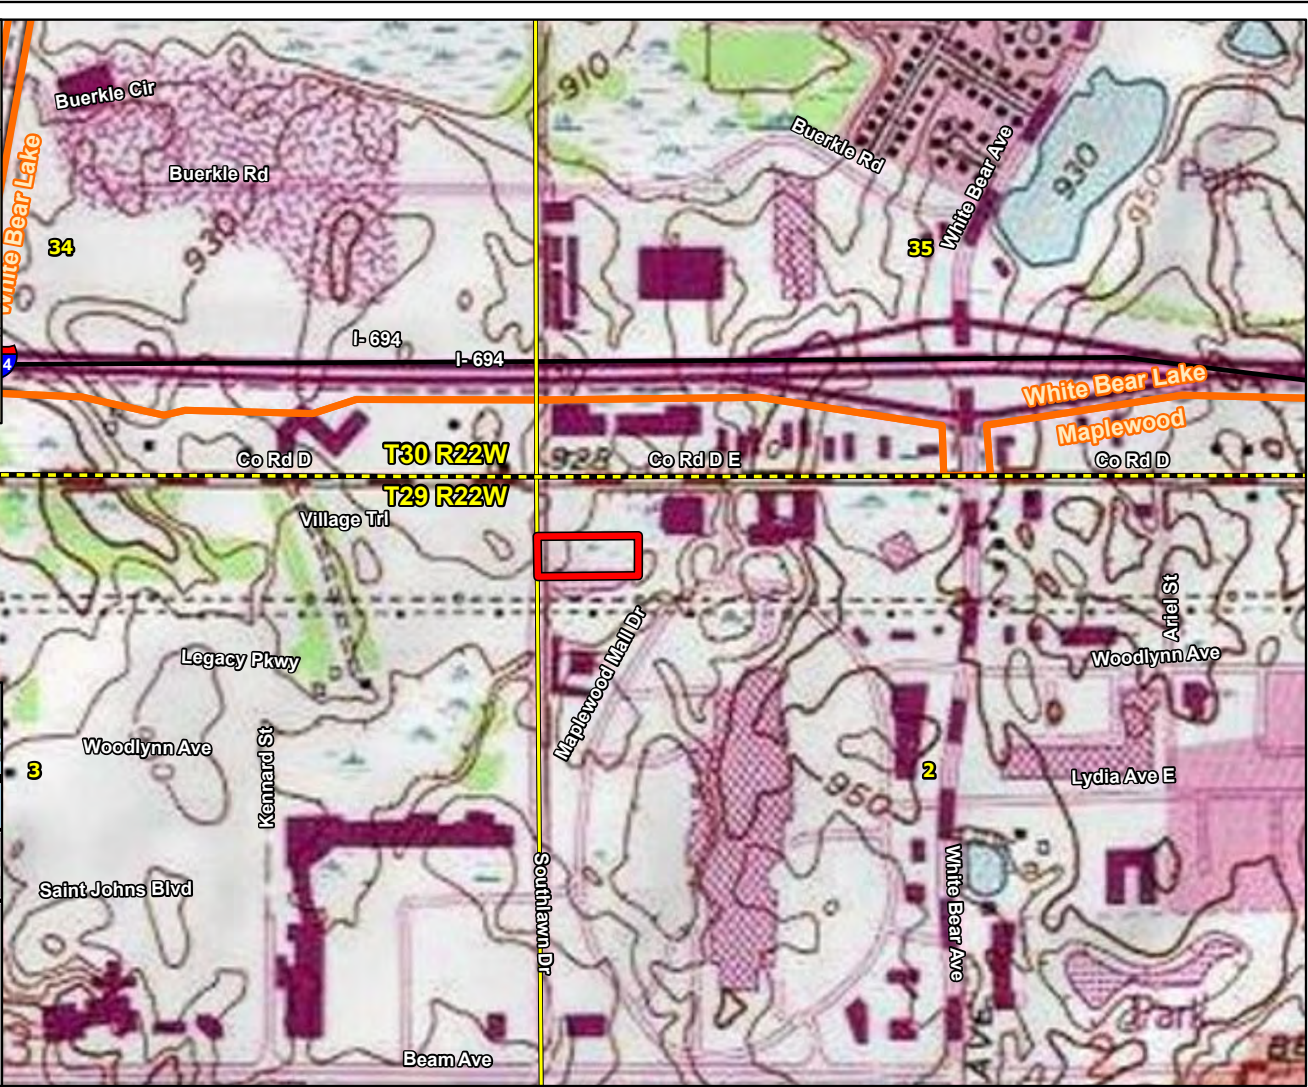 910
Buerkle Cir
Buerkle Rd
White Bear Ave
White Bear Lake
Buerkle Rd
930
Park
950
34
930
35
I- 694
I- 694
4
White Bear Lake
Maplewood
Co Rd D
T30 R22W
925
Co Rd D E
Co Rd D
T29 R22W
Village Trl
Ariel St
Maplewood Mall Dr
Legacy Pkwy
Woodlynn Ave
Woodlynn Ave
Kennard St
3
2
Lydia Ave E
950
Southlawn Dr
White Bear Ave
Saint Johns Blvd
Park
AVE
Beam Ave